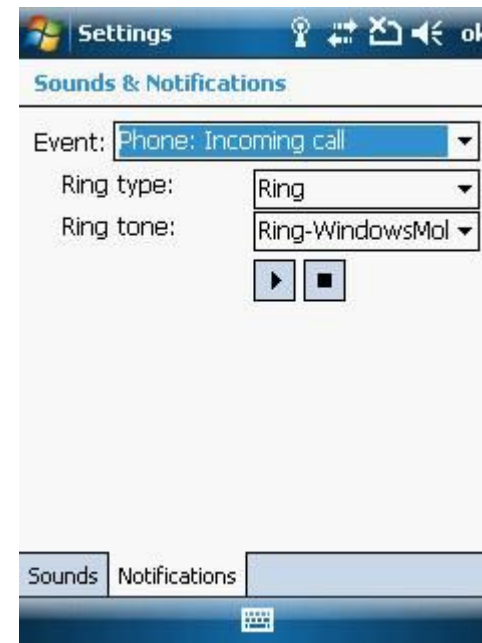 Settings ok
Sounds & Notifications
Event: Phone: Incoming call
Ring type: Ring
Ring tone: Ring-WindowsMol
Sounds Notifications